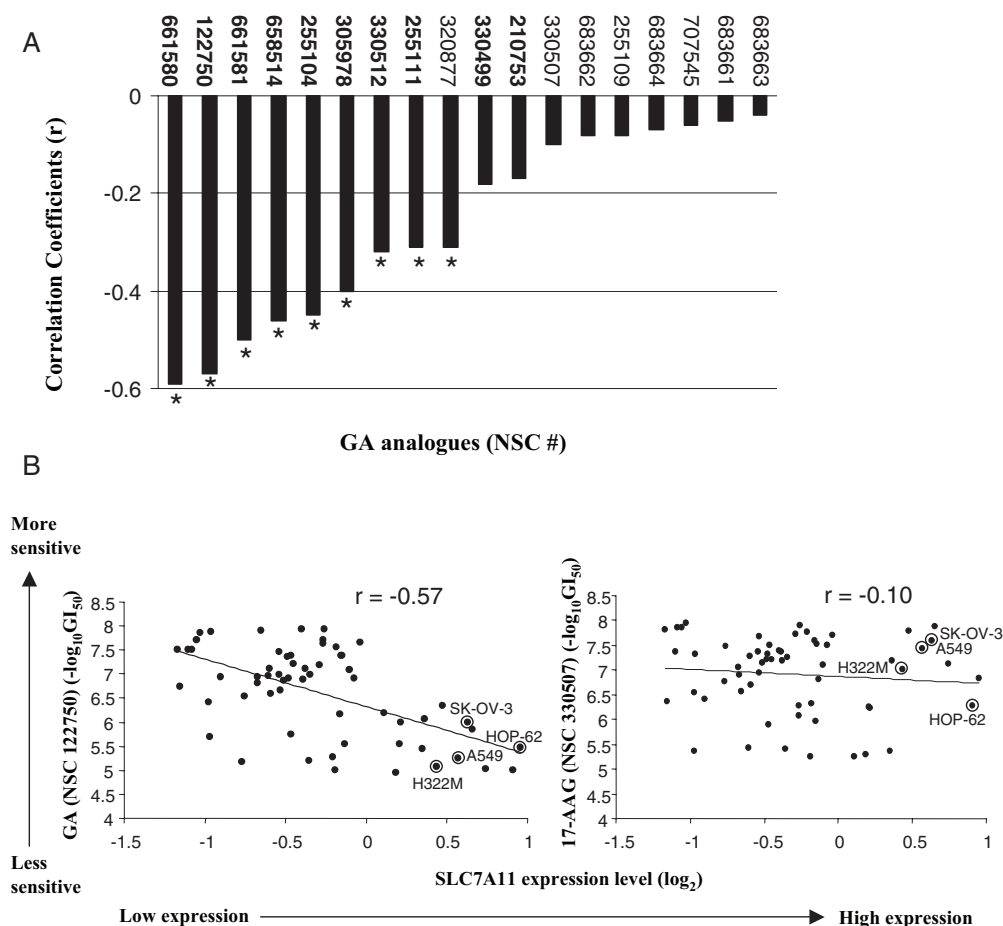 A
661580 122750 661581 658514 255104 305978 330512 255111 320877 330499 210753 330507 683662 255109 683664 707545 683661 683663
0
-0.2
-0.4
-0.6
Correlation Coefficients (r)
* * * * * * * * *
GA analogues (NSC #)
B
More
sensitive
Less
sensitive
GA (NSC 122750) (-log10GI50)
8.5
8
7.5
7
6.5
6
5.5
5
4.5
4
r = -0.57
SK-OV-3
HOP-62
A549
H322M
-1.5 -1 -0.5 0 0.5 1
17-AAG (NSC 330507) (-log10GI50)
8.5
8
7.5
7
6.5
6
5.5
5
4.5
4
r = -0.10
SK-OV-3
A549
H322M
HOP-62
-1.5 -1 -0.5 0 0.5 1
SLC7A11 expression level (log2)
Low expression
High expression